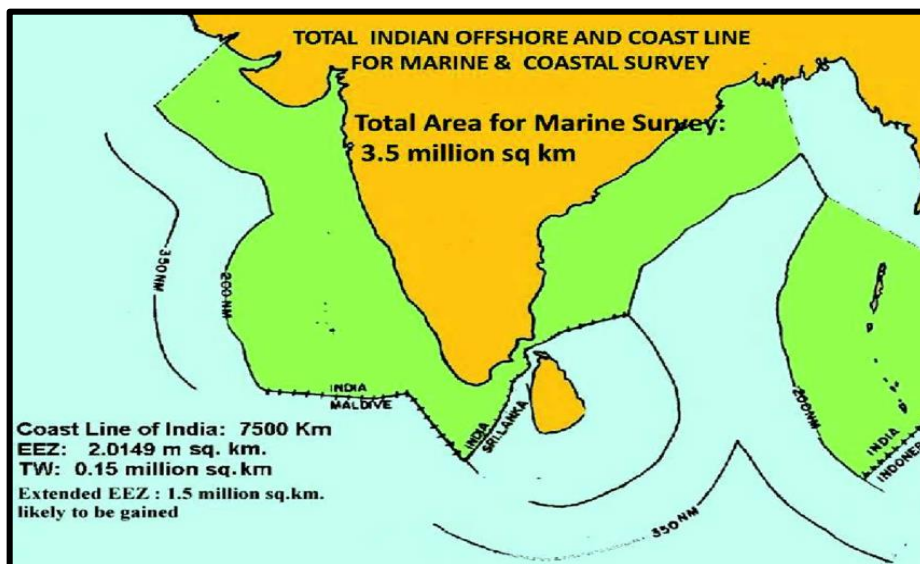 TOTAL INDIAN OFFSHORE AND COAST LINE
FOR MARINE & COASTAL SURVEY
Total Area for Marine Survey:
3.5 million sq km
350NM
200NM
INDIA
MALDIVE
INDIA
SRILANKA
200NM
INDIA
INDONE
350NM
Coast Line of India: 7500 Km
EEZ: 2.0149 m sq. km.
TW: 0.15 million sq.km
Extended EEZ : 1.5 million sq.km.
likely to be gained